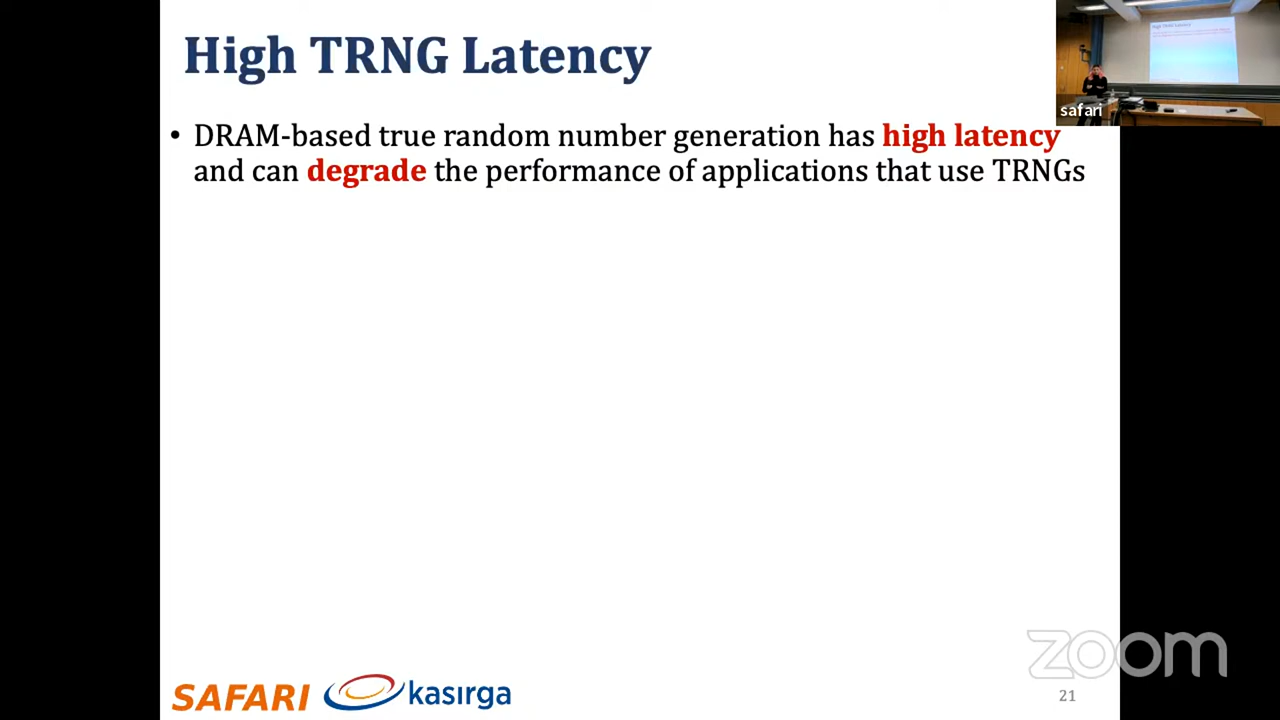 High TRNG Latency
• DRAM-based true random number generation has high latency
and can degrade the performance of applications that use TRNGs
safari
SAFARI
kasırga
zoom
21